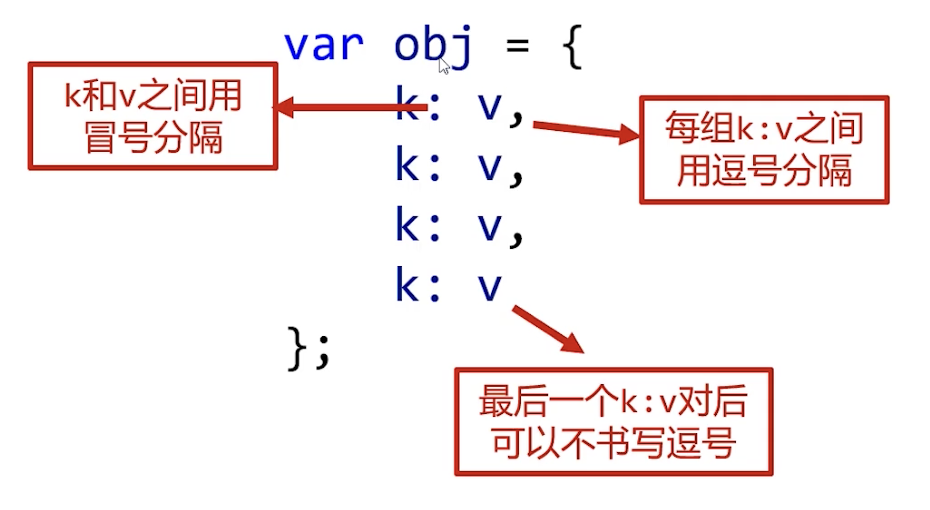 var obj = {
k和v之间用
冒号分隔
k: v,
每组k:v之间
用逗号分隔
k: v,
k: v,
k: v
};
最后一个k:v对后
可以不书写逗号